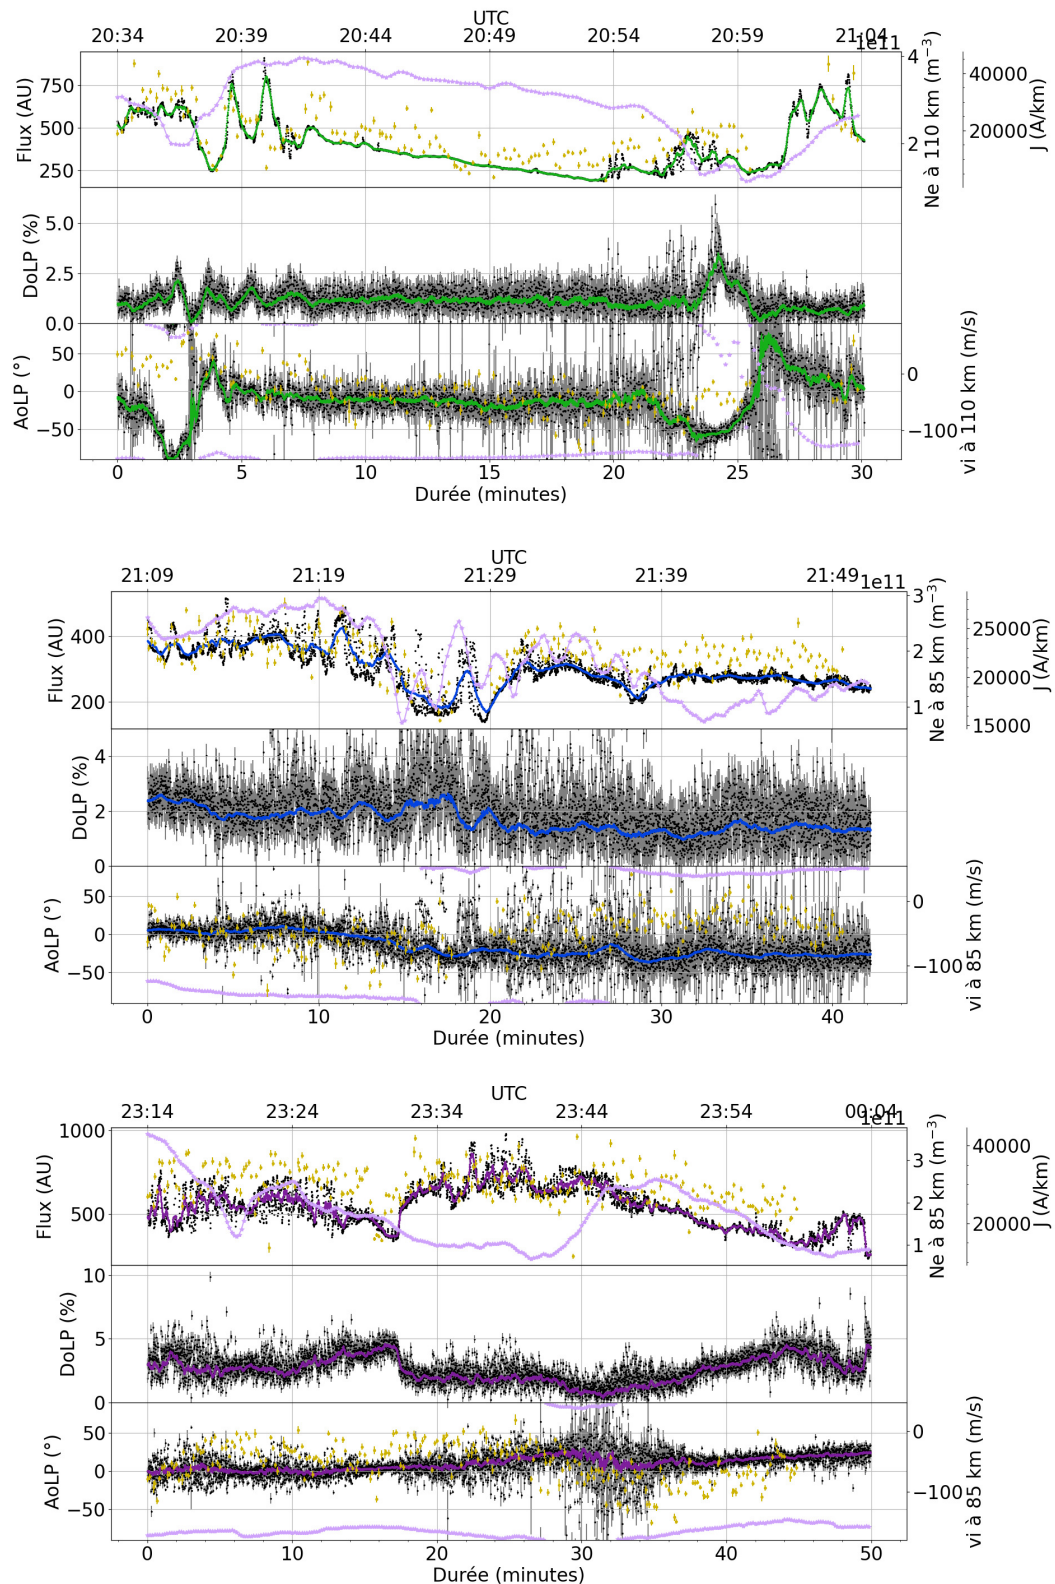 UTC
20:34 20:39 20:44 20:49 20:54 20:59 21:04
1e11
Flux (AU)
750
500
250
4
2
Ne à 110 km (m⁻³)
40000
20000
J (A/km)
DoLP (%)
5.0
2.5
0.0
AoLP (°)
50
0
−50
0
−100
vi à 110 km (m/s)
0 5 10 15 20 25 30
Durée (minutes)
UTC
21:09 21:19 21:29 21:39 21:49
1e11
Flux (AU)
400
200
3
2
1
Ne à 85 km (m⁻³)
25000
20000
15000
J (A/km)
DoLP (%)
4
2
0
AoLP (°)
50
0
−50
0
−100
vi à 85 km (m/s)
0 10 20 30 40
Durée (minutes)
UTC
23:14 23:24 23:34 23:44 23:54 00:04
1e11
Flux (AU)
1000
500
3
2
1
Ne à 85 km (m⁻³)
40000
20000
J (A/km)
DoLP (%)
10
5
0
AoLP (°)
50
0
−50
0
−100
vi à 85 km (m/s)
0 10 20 30 40 50
Durée (minutes)